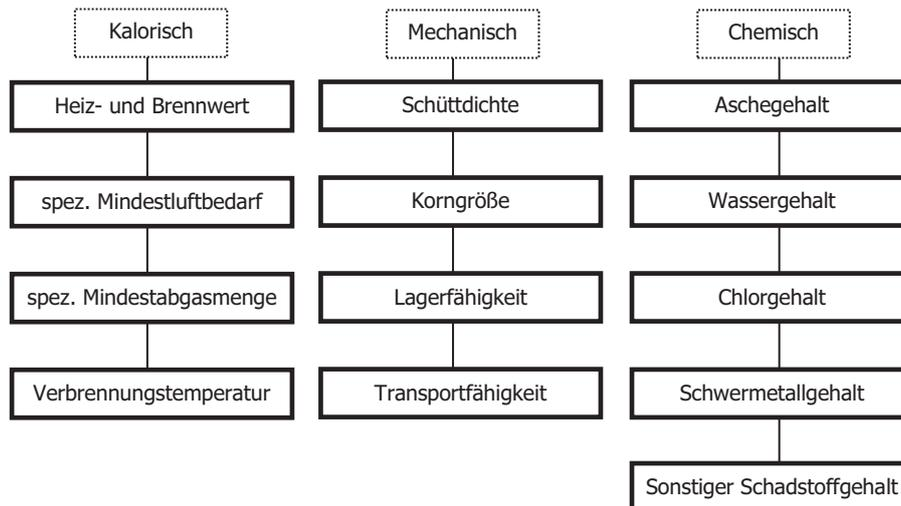 Kalorisch
Heiz- und Brennwert
spez. Mindestluftbedarf
spez. Mindestabgasmenge
Verbrennungstemperatur
Mechanisch
Schüttdichte
Korngröße
Lagerfähigkeit
Transportfähigkeit
Chemisch
Aschegehalt
Wassergehalt
Chlorgehalt
Schwermetallgehalt
Sonstiger Schadstoffgehalt